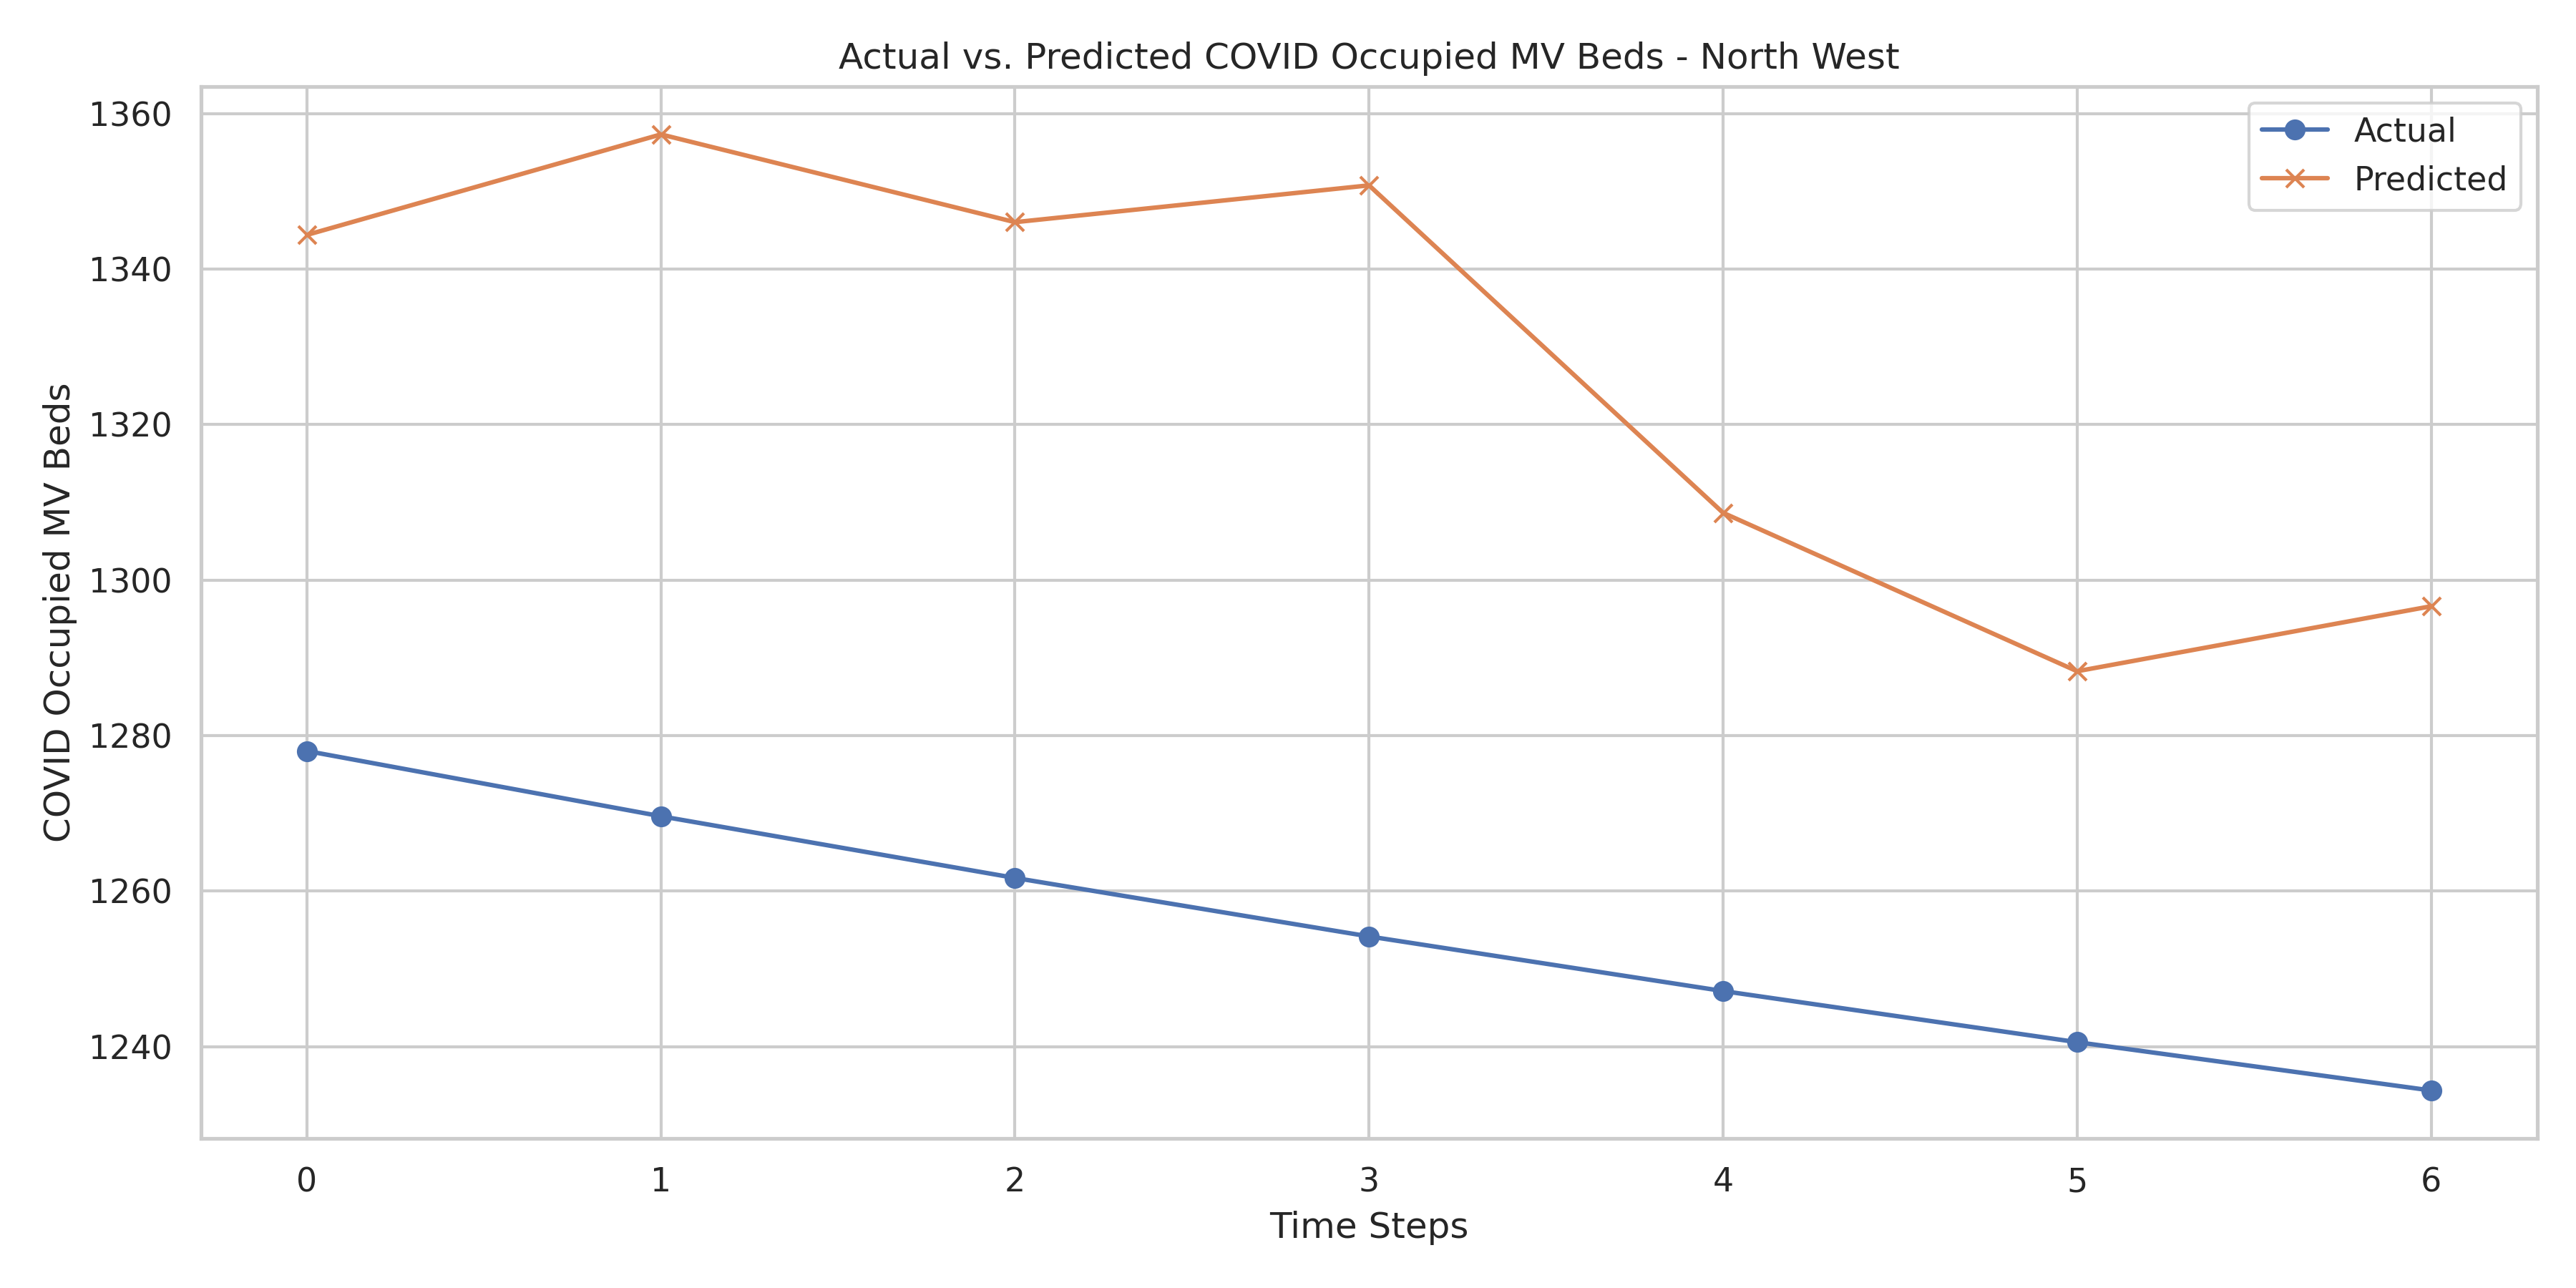 Actual vs. Predicted COVID Occupied MV Beds - North West
COVID Occupied MV Beds
1360
1340
1320
1300
1280
1260
1240
Actual
Predicted
0 1 2 3 4 5 6
Time Steps